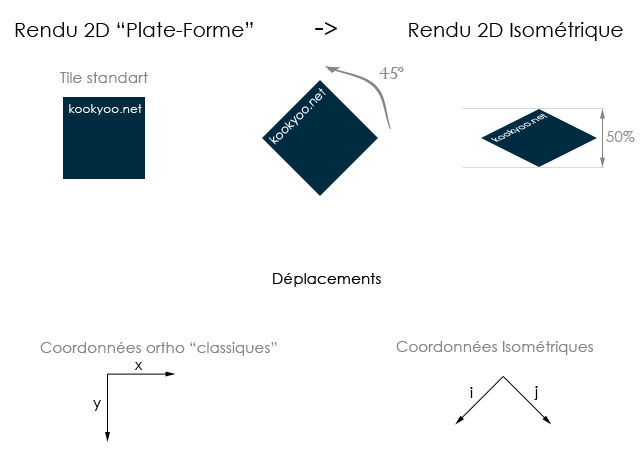 Rendu 2D “Plate-Forme” -> Rendu 2D Isométrique
Tile standart
45°
kookyoo.net
kookyoo.net
kookyoo.net
50%
Déplacements
Coordonnées ortho “classiques”
Coordonnées Isométriques
x
y
i
j